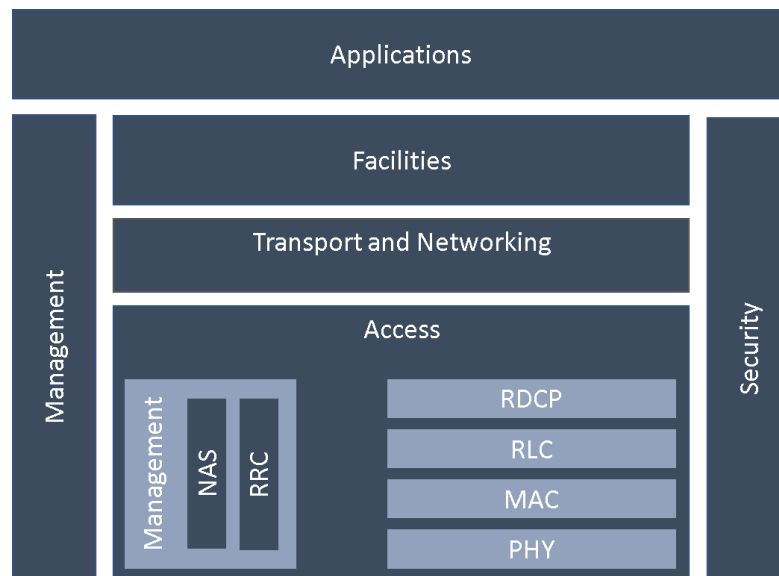 Applications
Management
Facilities
Transport and Networking
Access
Management
NAS
RRC
RDCP
RLC
MAC
PHY
Security